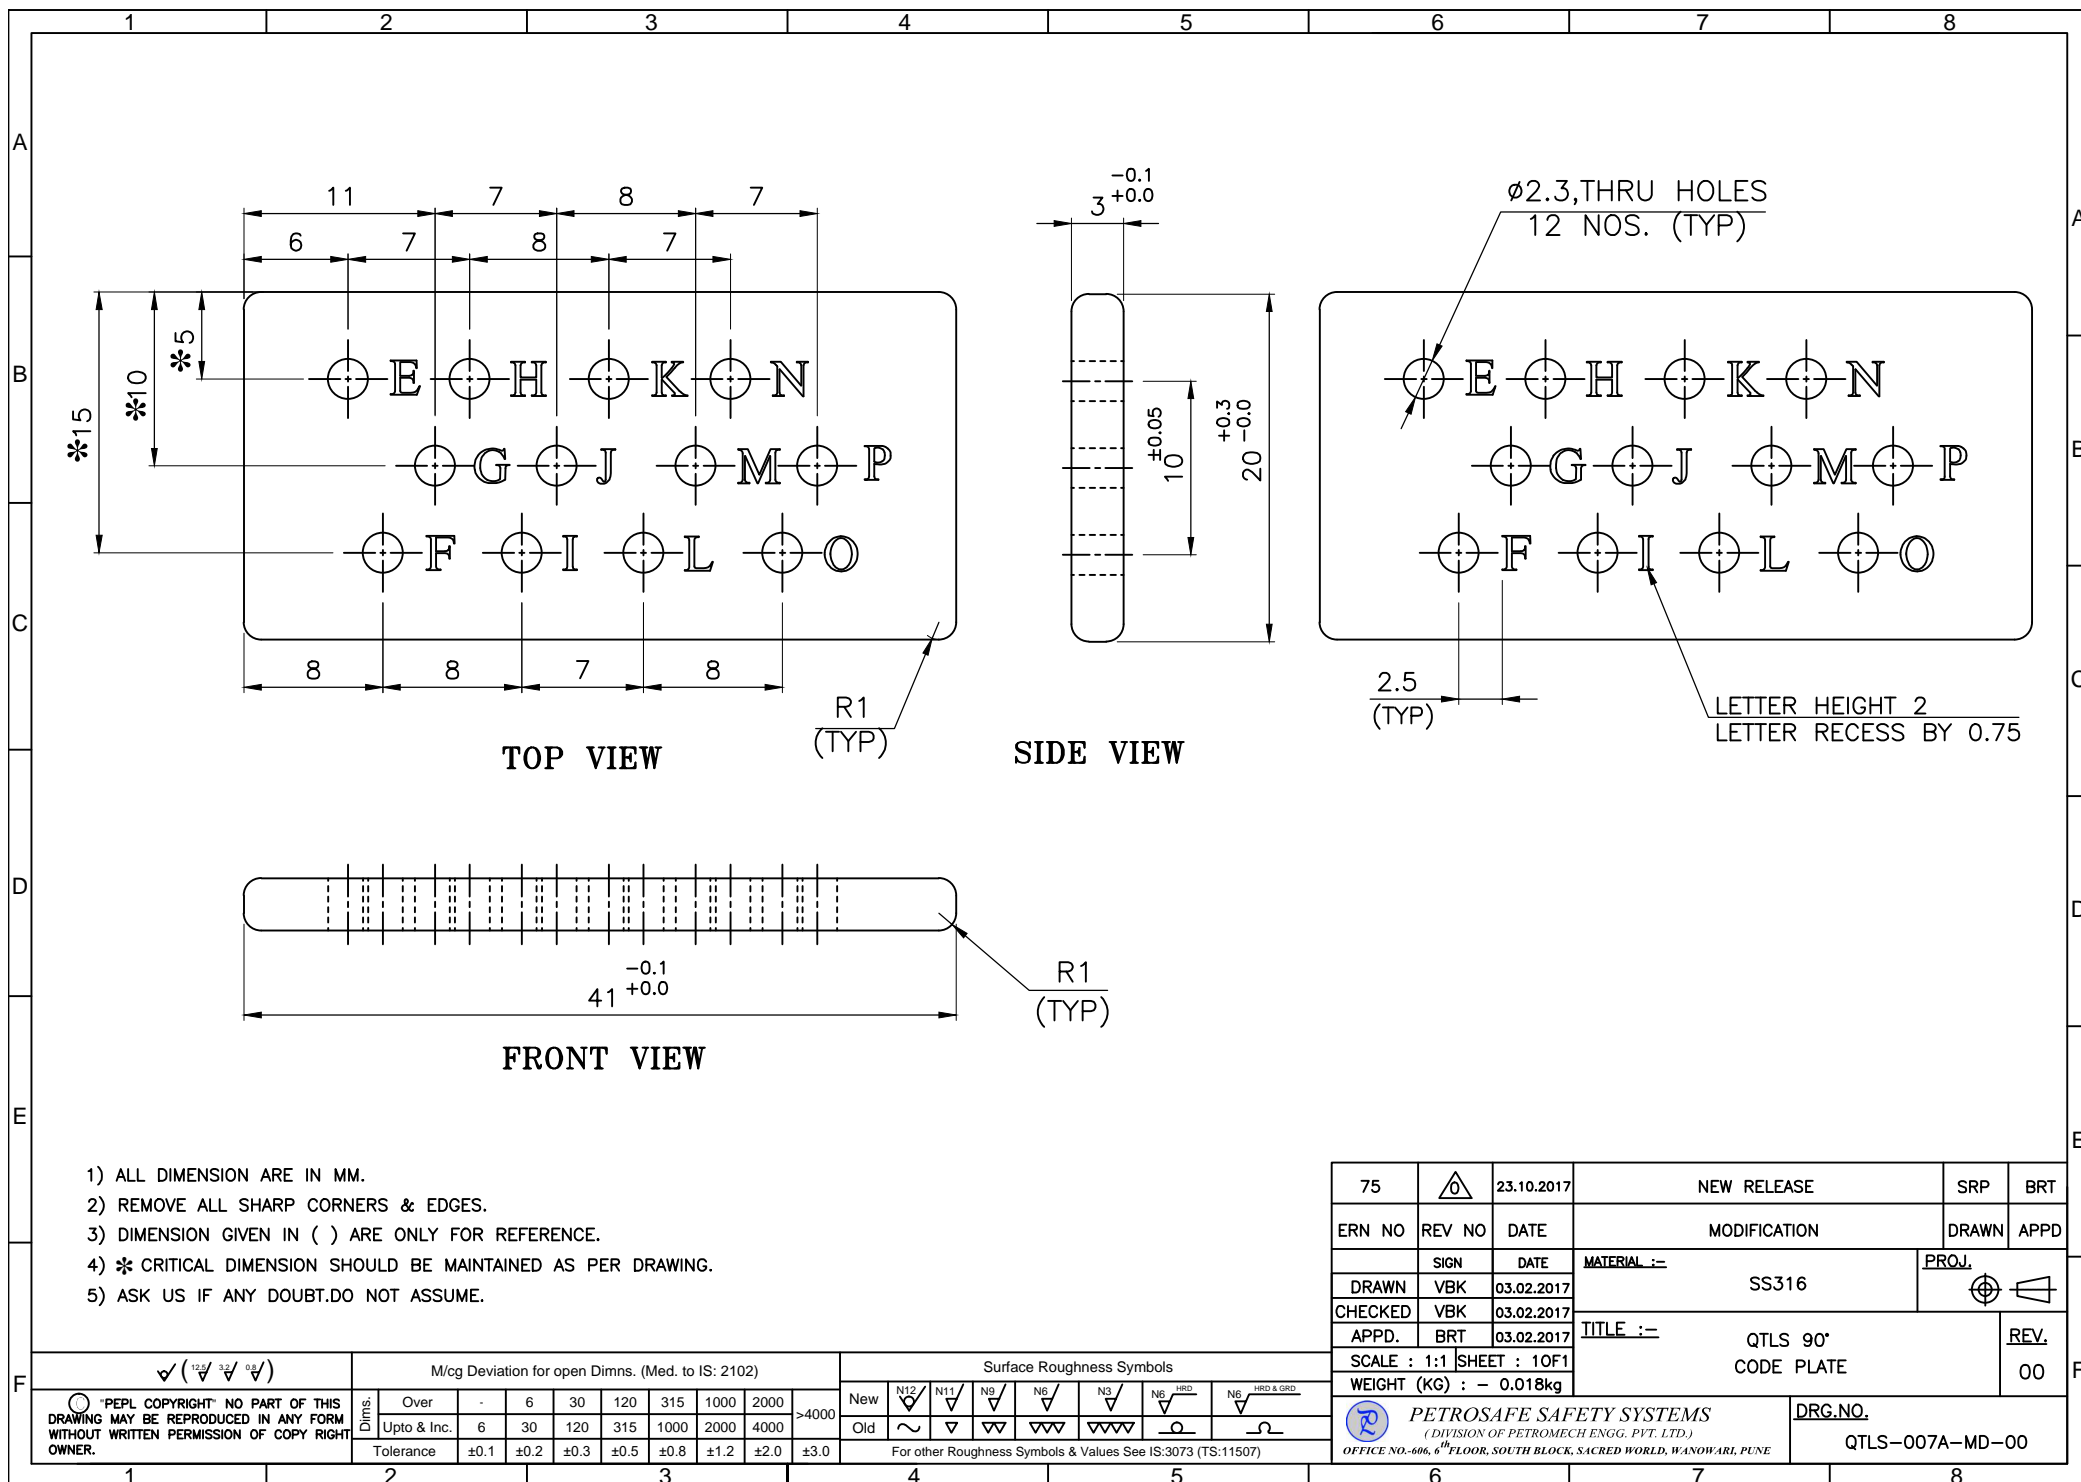 1 2 3 4 5 6 7 8
A
B
C
D
E
F
A
B
C
D
E
F
11 7 8 7
6 7 8 7
*5
*10
*15
E H K N
G J M P
F I L O
8 8 7 8
R1
(TYP)
TOP VIEW
3 -0.1
+0.0
10 ±0.05
20 +0.3
-0.0
SIDE VIEW
ø2.3,THRU HOLES
12 NOS. (TYP)
E H K N
G J M P
F I L O
2.5
(TYP)
LETTER HEIGHT 2
LETTER RECESS BY 0.75
41 -0.1
+0.0
R1
(TYP)
FRONT VIEW
1) ALL DIMENSION ARE IN MM.
2) REMOVE ALL SHARP CORNERS & EDGES.
3) DIMENSION GIVEN IN ( ) ARE ONLY FOR REFERENCE.
4) * CRITICAL DIMENSION SHOULD BE MAINTAINED AS PER DRAWING.
5) ASK US IF ANY DOUBT.DO NOT ASSUME.
(12.5 3.2 0.8)
"PEPL COPYRIGHT" NO PART OF THIS
DRAWING MAY BE REPRODUCED IN ANY FORM
WITHOUT WRITTEN PERMISSION OF COPY RIGHT
OWNER.
M/cg Deviation for open Dimns. (Med. to IS: 2102)
Dims.
Over - 6 30 120 315 1000 2000 >4000
Upto & Inc. 6 30 120 315 1000 2000 4000
Tolerance ±0.1 ±0.2 ±0.3 ±0.5 ±0.8 ±1.2 ±2.0 ±3.0
Surface Roughness Symbols
New N12 N11 N9 N6 N3 N6 HRD N6 HRD & GRD
Old
For other Roughness Symbols & Values See IS:3073 (TS:11507)
75 0 23.10.2017 NEW RELEASE SRP BRT
ERN NO REV NO DATE MODIFICATION DRAWN APPD
SIGN DATE
DRAWN VBK 03.02.2017
CHECKED VBK 03.02.2017
APPD. BRT 03.02.2017
SCALE : 1:1 SHEET : 1OF1
WEIGHT (KG) : - 0.018kg
MATERIAL :-
SS316
PROJ.
TITLE :-
QTLS 90°
CODE PLATE
REV.
00
PETROSAFE SAFETY SYSTEMS
( DIVISION OF PETROMECH ENGG. PVT. LTD.)
OFFICE NO.-606, 6th FLOOR, SOUTH BLOCK, SACRED WORLD, WANOWARI, PUNE
DRG.NO.
QTLS-007A-MD-00
1 2 3 4 5 6 7 8